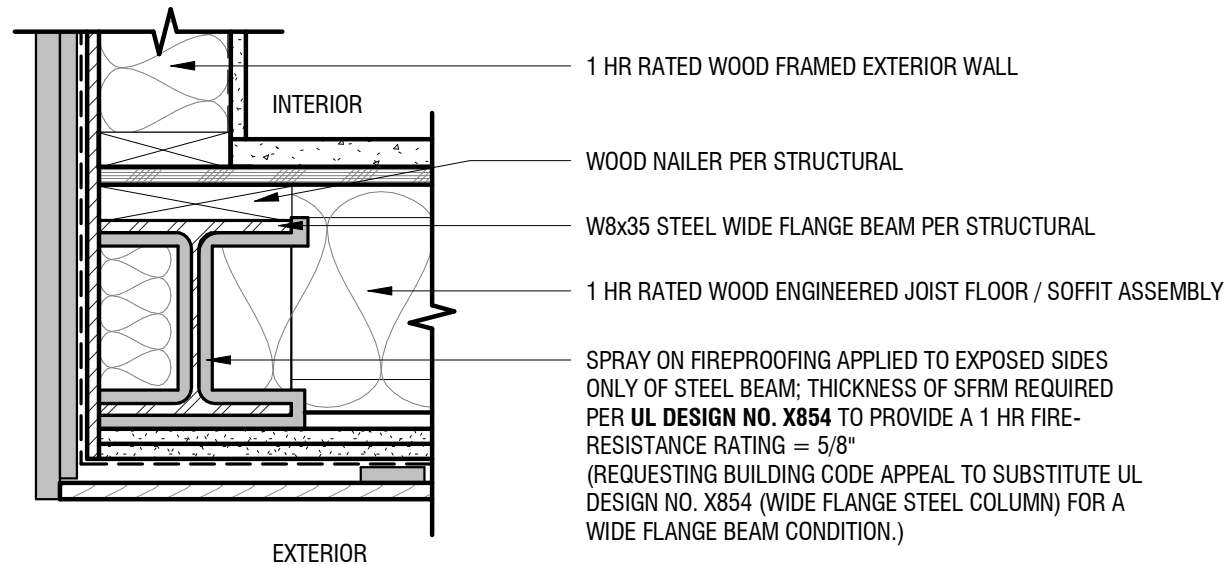 1 HR RATED WOOD FRAMED EXTERIOR WALL
INTERIOR
WOOD NAILER PER STRUCTURAL
W8x35 STEEL WIDE FLANGE BEAM PER STRUCTURAL
1 HR RATED WOOD ENGINEERED JOIST FLOOR / SOFFIT ASSEMBLY
SPRAY ON FIREPROOFING APPLIED TO EXPOSED SIDES
ONLY OF STEEL BEAM; THICKNESS OF SFRM REQUIRED
PER UL DESIGN NO. X854 TO PROVIDE A 1 HR FIRE-
RESISTANCE RATING = 5/8"
(REQUESTING BUILDING CODE APPEAL TO SUBSTITUTE UL
DESIGN NO. X854 (WIDE FLANGE STEEL COLUMN) FOR A
WIDE FLANGE BEAM CONDITION.)
EXTERIOR